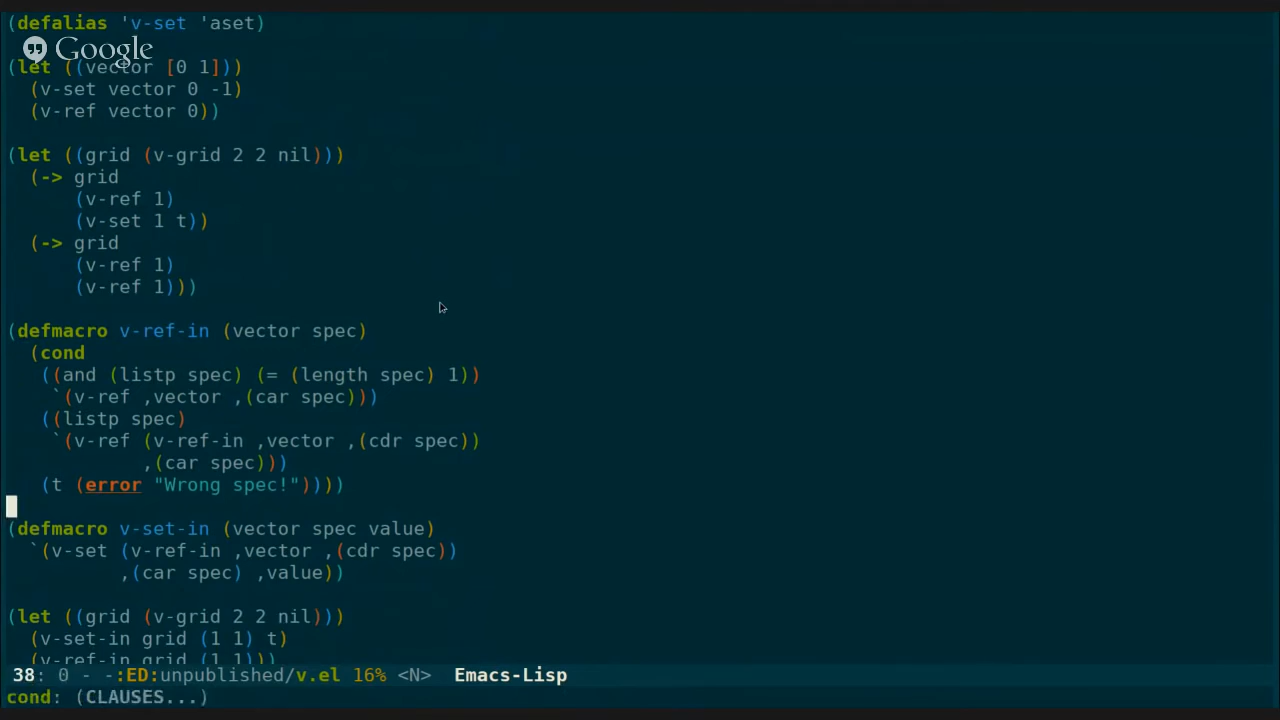 (defalias 'v-set 'aset)
Google
(let ((vector [0 1]))
  (v-set vector 0 -1)
  (v-ref vector 0))
(let ((grid (v-grid 2 2 nil)))
  (-> grid
      (v-ref 1)
      (v-set 1 t))
  (-> grid
      (v-ref 1)
      (v-ref 1)))
(defmacro v-ref-in (vector spec)
  (cond
   ((and (listp spec) (= (length spec) 1))
    `(v-ref ,vector ,(car spec)))
   ((listp spec)
    `(v-ref (v-ref-in ,vector ,(cdr spec))
            ,(car spec)))
   (t (error "Wrong spec!"))))
(defmacro v-set-in (vector spec value)
  `(v-set (v-ref-in ,vector ,(cdr spec))
          ,(car spec) ,value))
(let ((grid (v-grid 2 2 nil)))
  (v-set-in grid (1 1) t)
  (v-ref-in grid (1 1)))
38: 0 - -:ED:unpublished/v.el 16% <N>  Emacs-Lisp
cond: (CLAUSES...)